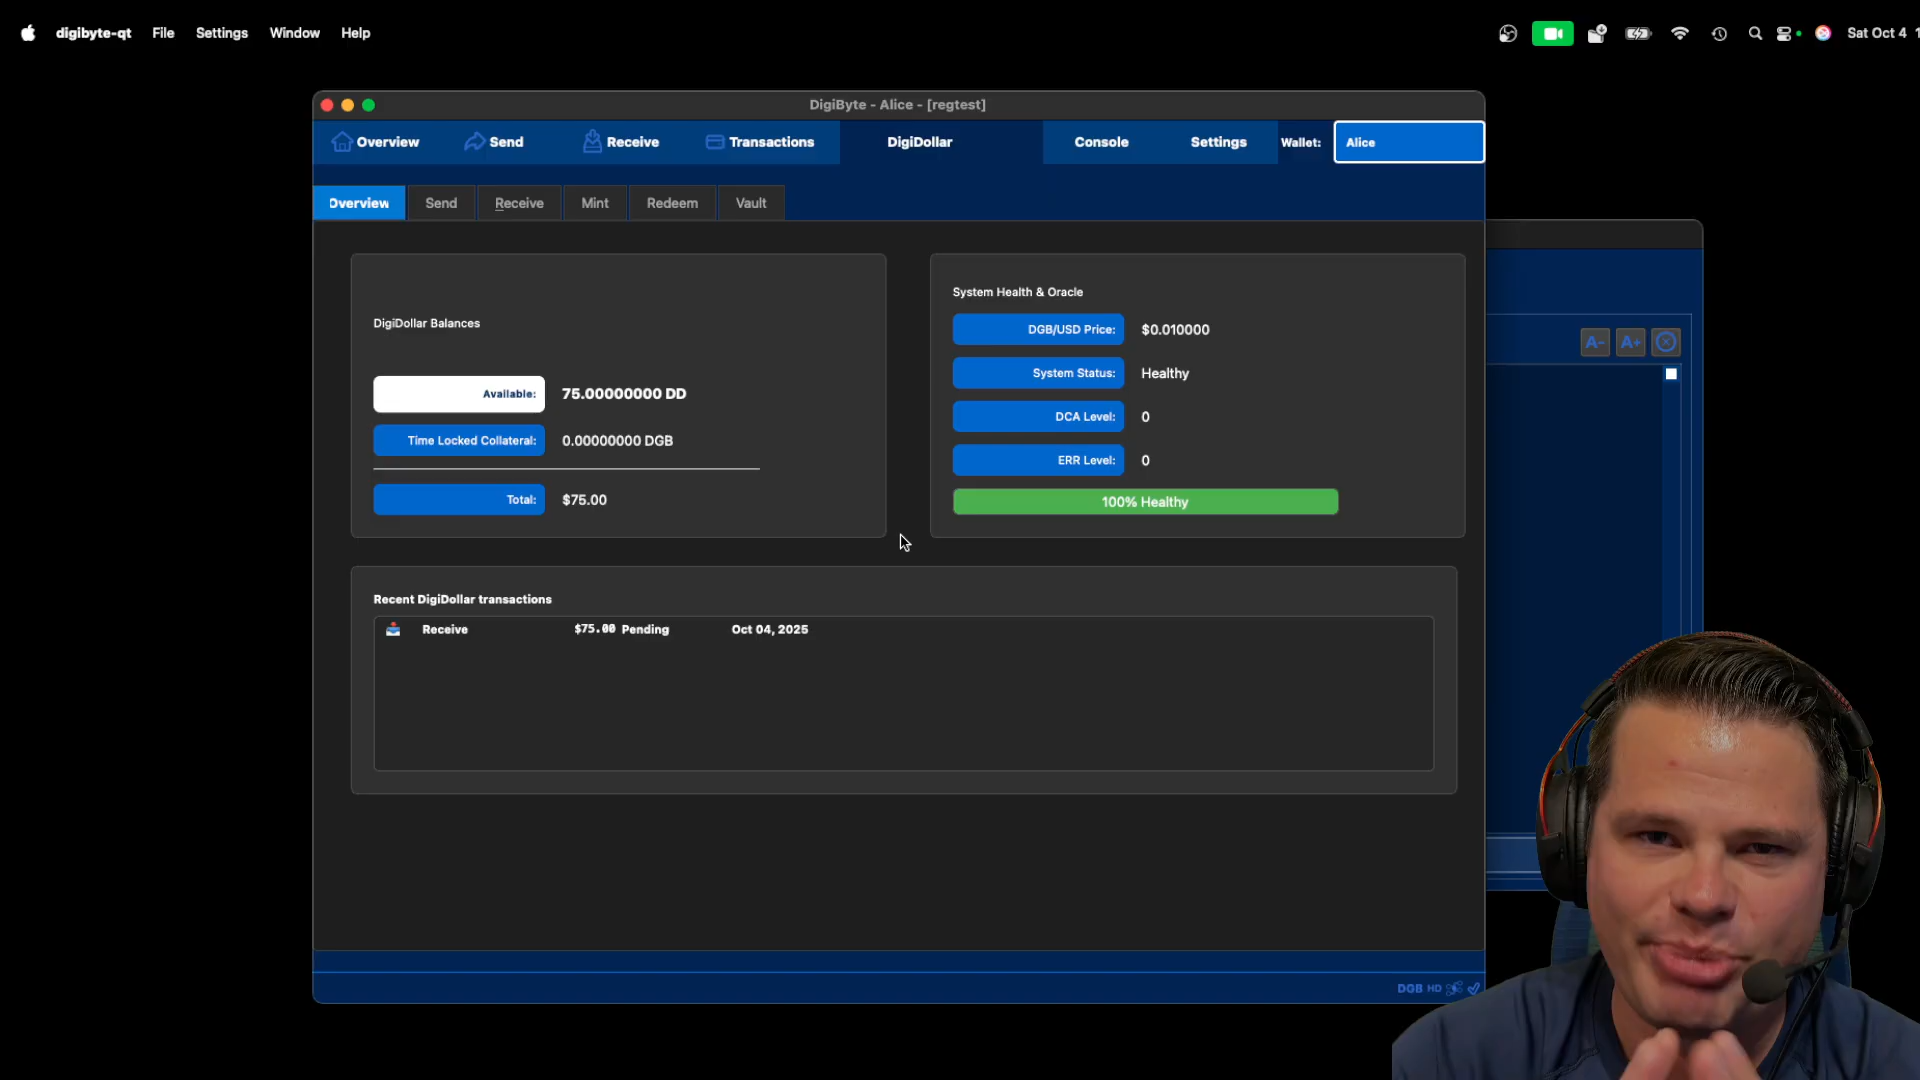 digibyte-qt File Settings Window Help Sat Oct 4 1
DigiByte - Alice - [regtest]
Overview Send Receive Transactions DigiDollar Console Settings Wallet: Alice
Overview Send Receive Mint Redeem Vault
A- A+
DigiDollar Balances
Available: 75.00000000 DD
Time Locked Collateral: 0.00000000 DGB
Total: $75.00
System Health & Oracle
DGB/USD Price: $0.010000
System Status: Healthy
DCA Level: 0
ERR Level: 0
100% Healthy
Recent DigiDollar transactions
Receive $75.00 Pending Oct 04, 2025
DGB HD